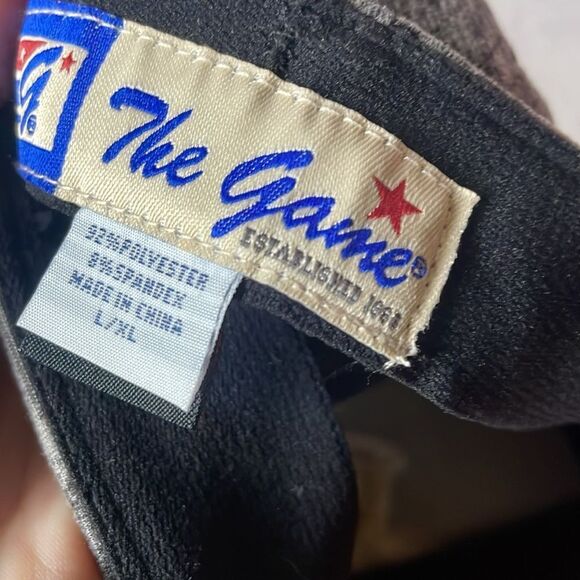 G®
The Game®
ESTABLISHED 1986
92%POLYESTER
8%SPANDEX
MADE IN CHINA
L/XL